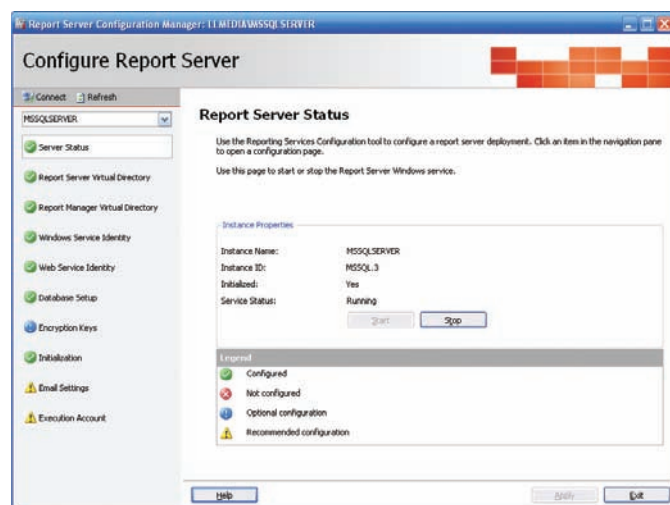 Report Server Configuration Manager: LLMEDIA\MSSQLSERVER
Configure Report Server
Connect Refresh
MSSQLSERVER
Server Status
Report Server Virtual Directory
Report Manager Virtual Directory
Windows Service Identity
Web Service Identity
Database Setup
Encryption Keys
Initialization
Email Settings
Execution Account
Report Server Status
Use the Reporting Services Configuration tool to configure a report server deployment. Click an item in the navigation pane
to open a configuration page.
Use this page to start or stop the Report Server Windows service.
Instance Properties
Instance Name: MSSQLSERVER
Instance ID: MSSQL.3
Initialized: Yes
Service Status: Running
Start Stop
Legend
Configured
Not configured
Optional configuration
Recommended configuration
Help Apply Exit